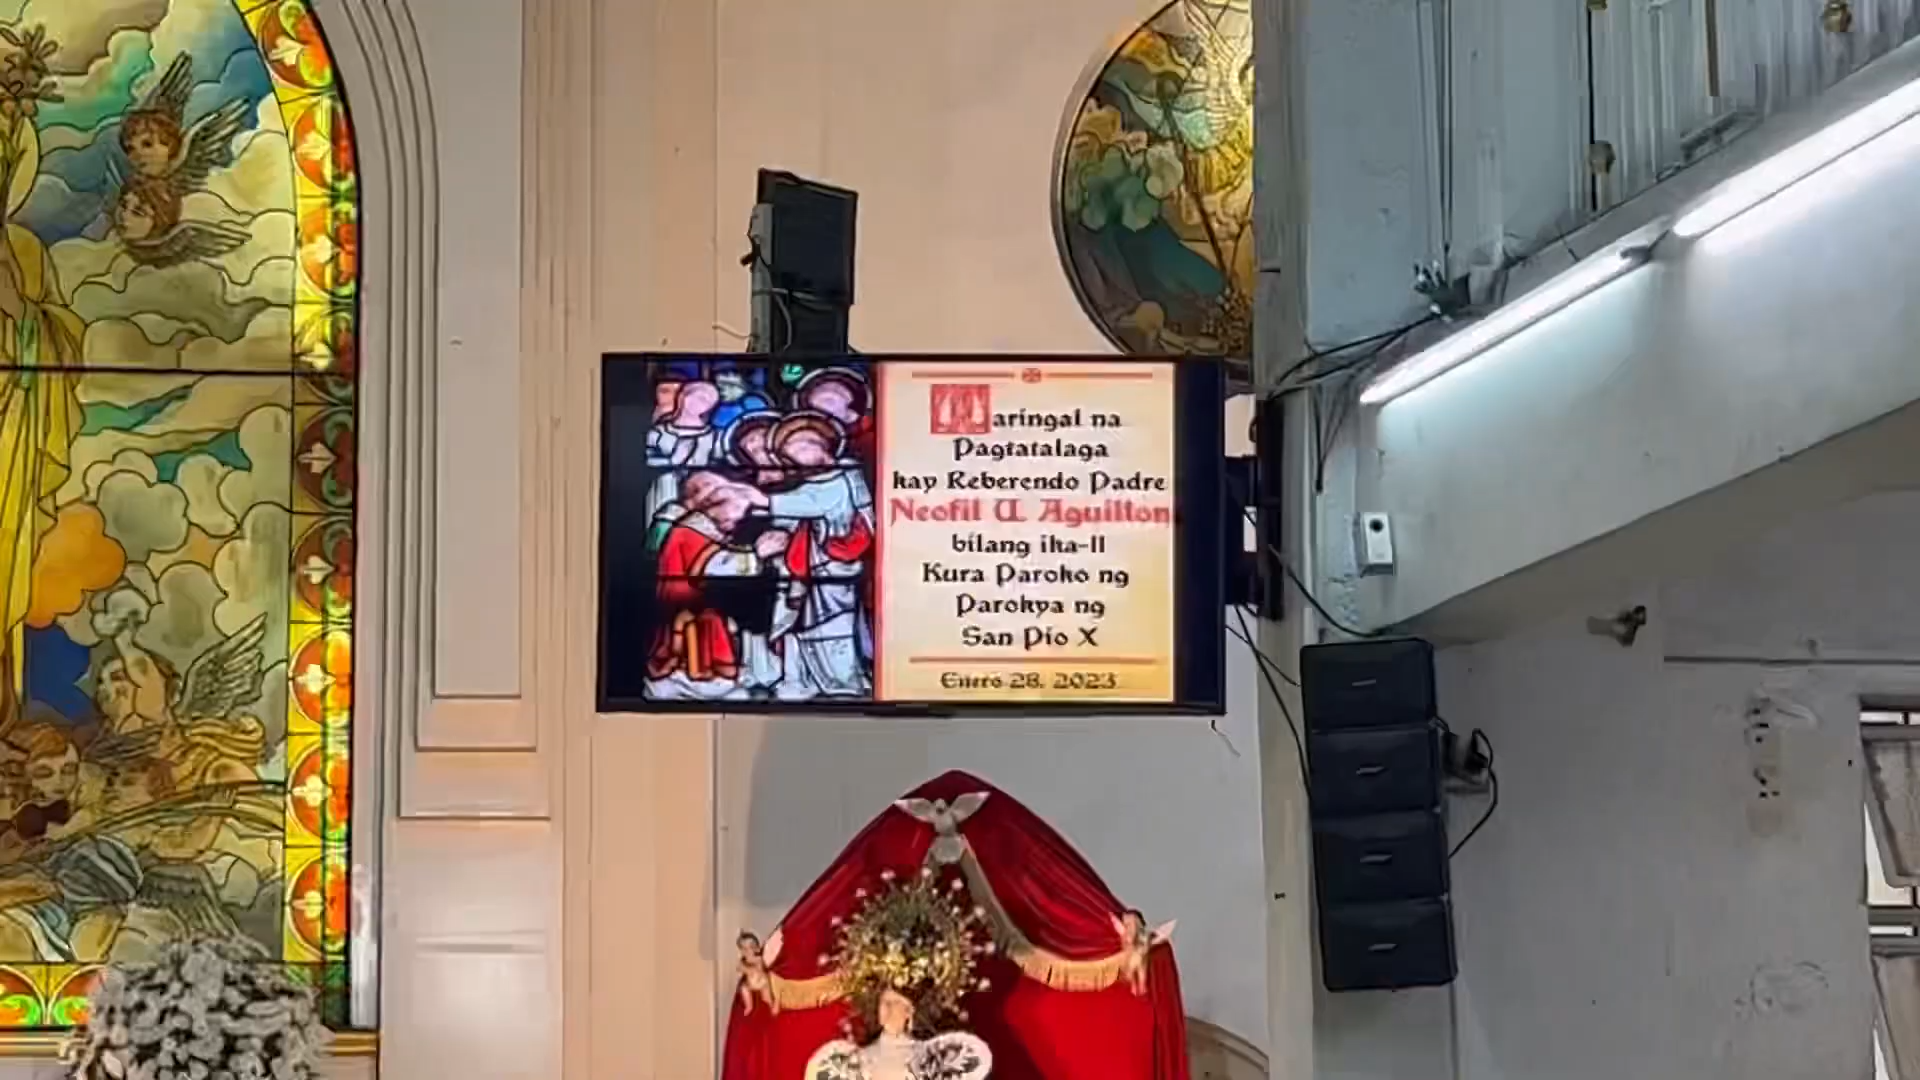 Maringal na
Pagtatalaga
kay Reberendo Padre
Neofil U. Aguilton
bilang ika-11
Kura Paroko ng
Parokya ng
San Pio X
Enero 28, 2023